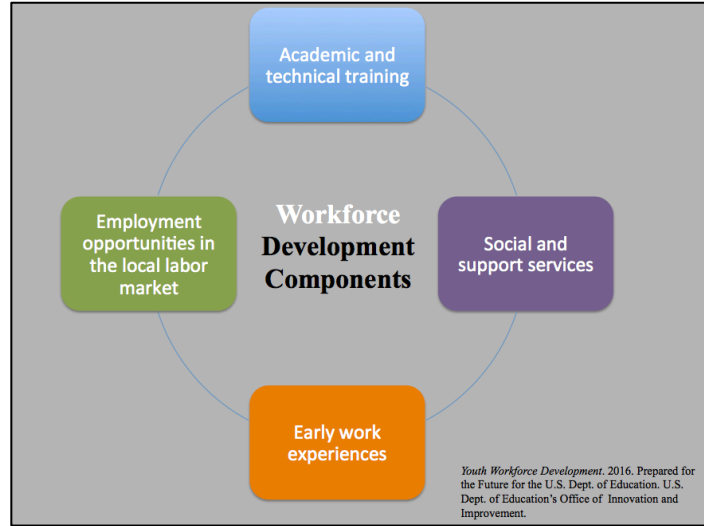 Academic and
technical training
Employment
opportunities in
the local labor
market
Workforce
Development
Components
Social and
support services
Early work
experiences
Youth Workforce Development. 2016. Prepared for
the Future for the U.S. Dept. of Education. U.S.
Dept. of Education's Office of Innovation and
Improvement.